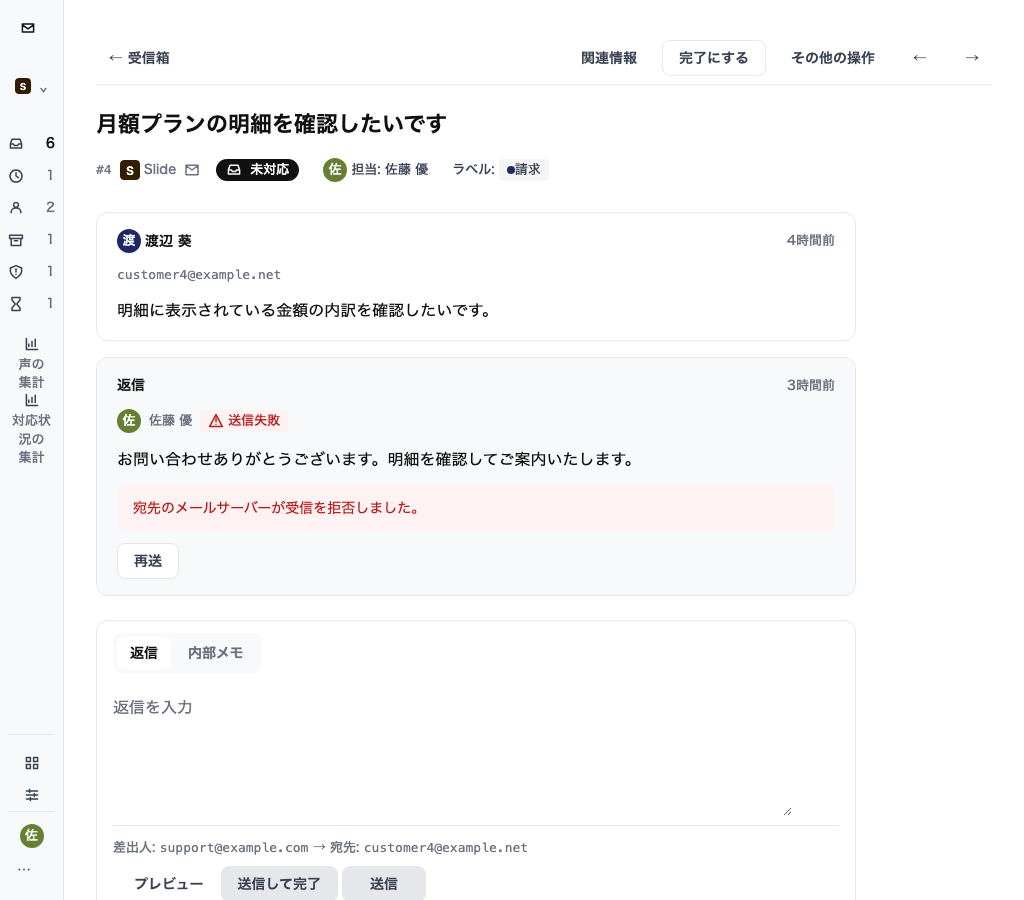 S
6
1
2
1
1
1
声の
集計
対応状
況の
集計
佐
…
← 受信箱
関連情報
完了にする
その他の操作
←
→
月額プランの明細を確認したいです
#4 S Slide 未対応 佐 担当: 佐藤 優 ラベル: 請求
渡 渡辺 葵 4時間前
customer4@example.net
明細に表示されている金額の内訳を確認したいです。
返信 3時間前
佐 佐藤 優 送信失敗
お問い合わせありがとうございます。明細を確認してご案内いたします。
宛先のメールサーバーが受信を拒否しました。
再送
返信 内部メモ
返信を入力
差出人: support@example.com → 宛先: customer4@example.net
プレビュー 送信して完了 送信